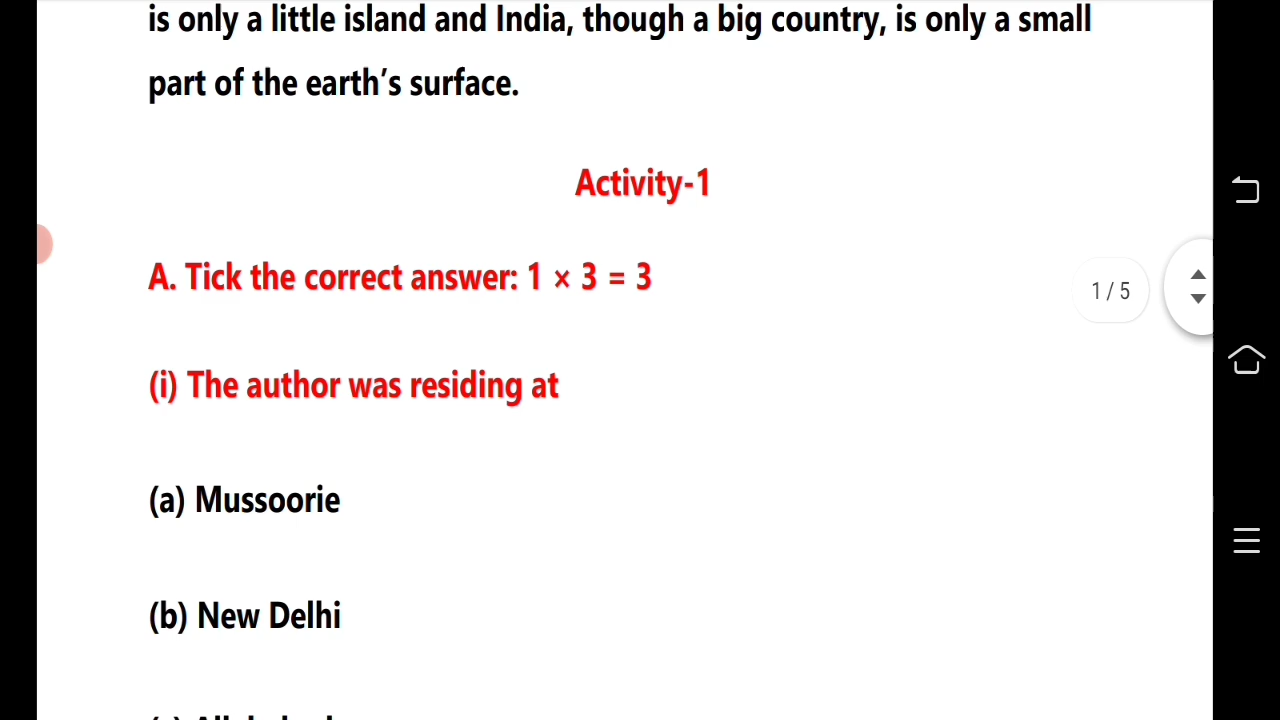 is only a little island and India, though a big country, is only a small
part of the earth's surface.
Activity-1
A. Tick the correct answer: 1 × 3 = 3
1 / 5
(i) The author was residing at
(a) Mussoorie
(b) New Delhi